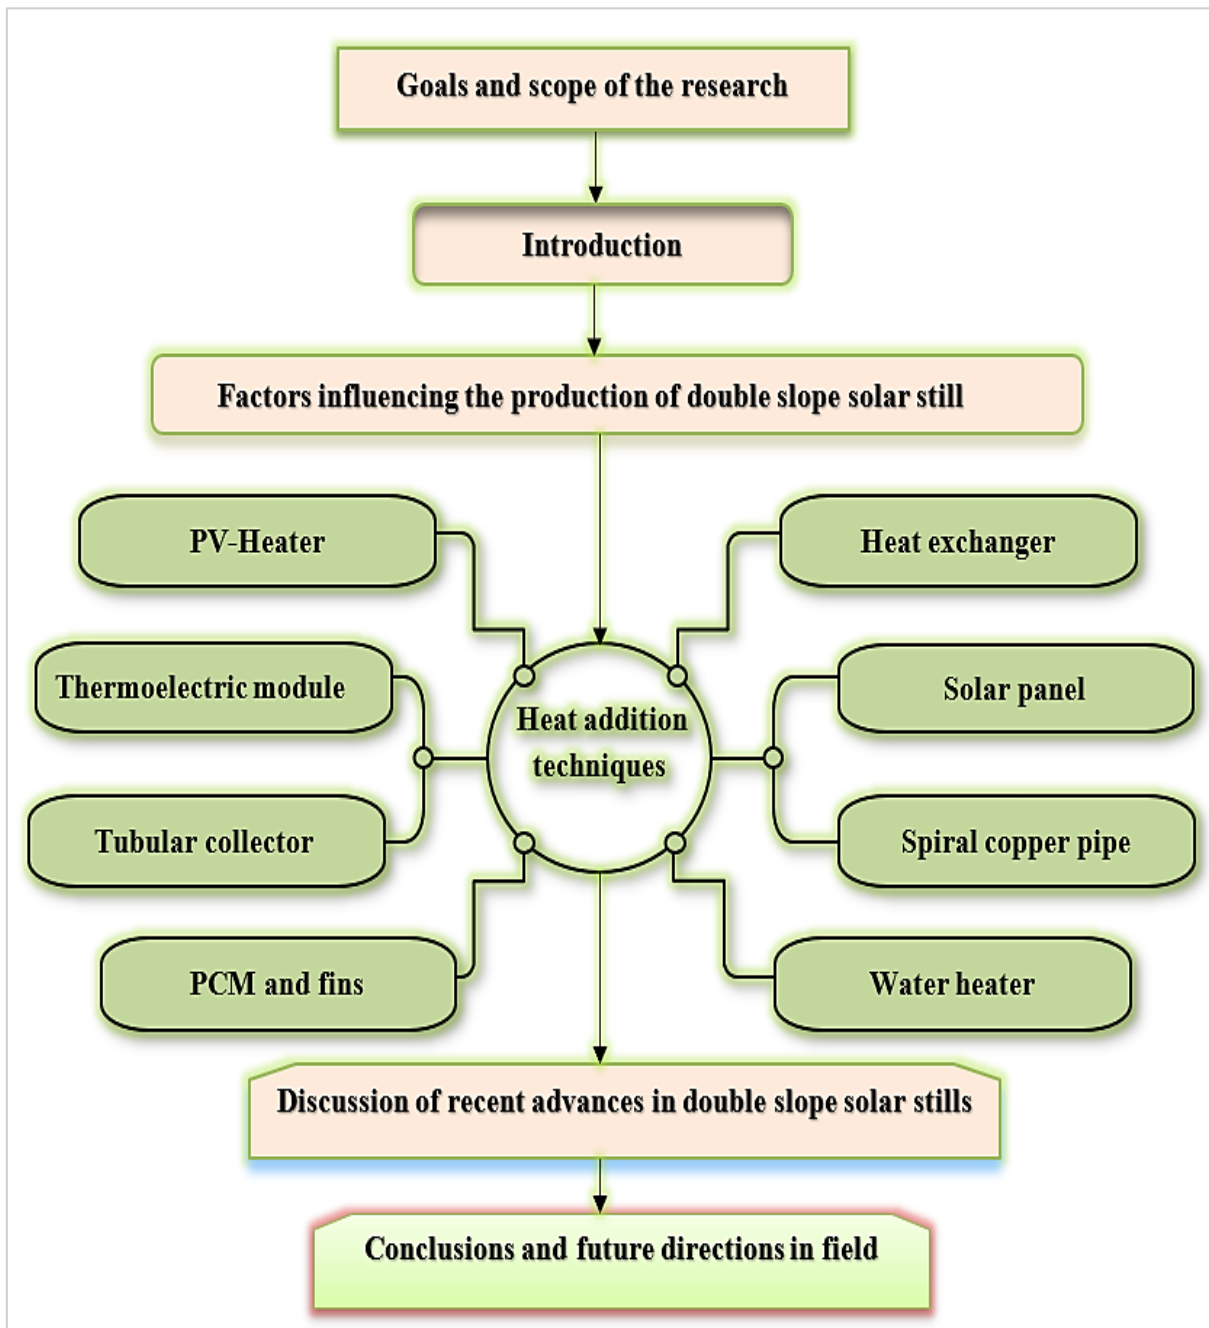 Goals and scope of the research
Introduction
Factors influencing the production of double slope solar still
PV-Heater
Heat exchanger
Thermoelectric module
Solar panel
Heat addition
techniques
Tubular collector
Spiral copper pipe
PCM and fins
Water heater
Discussion of recent advances in double slope solar stills
Conclusions and future directions in field